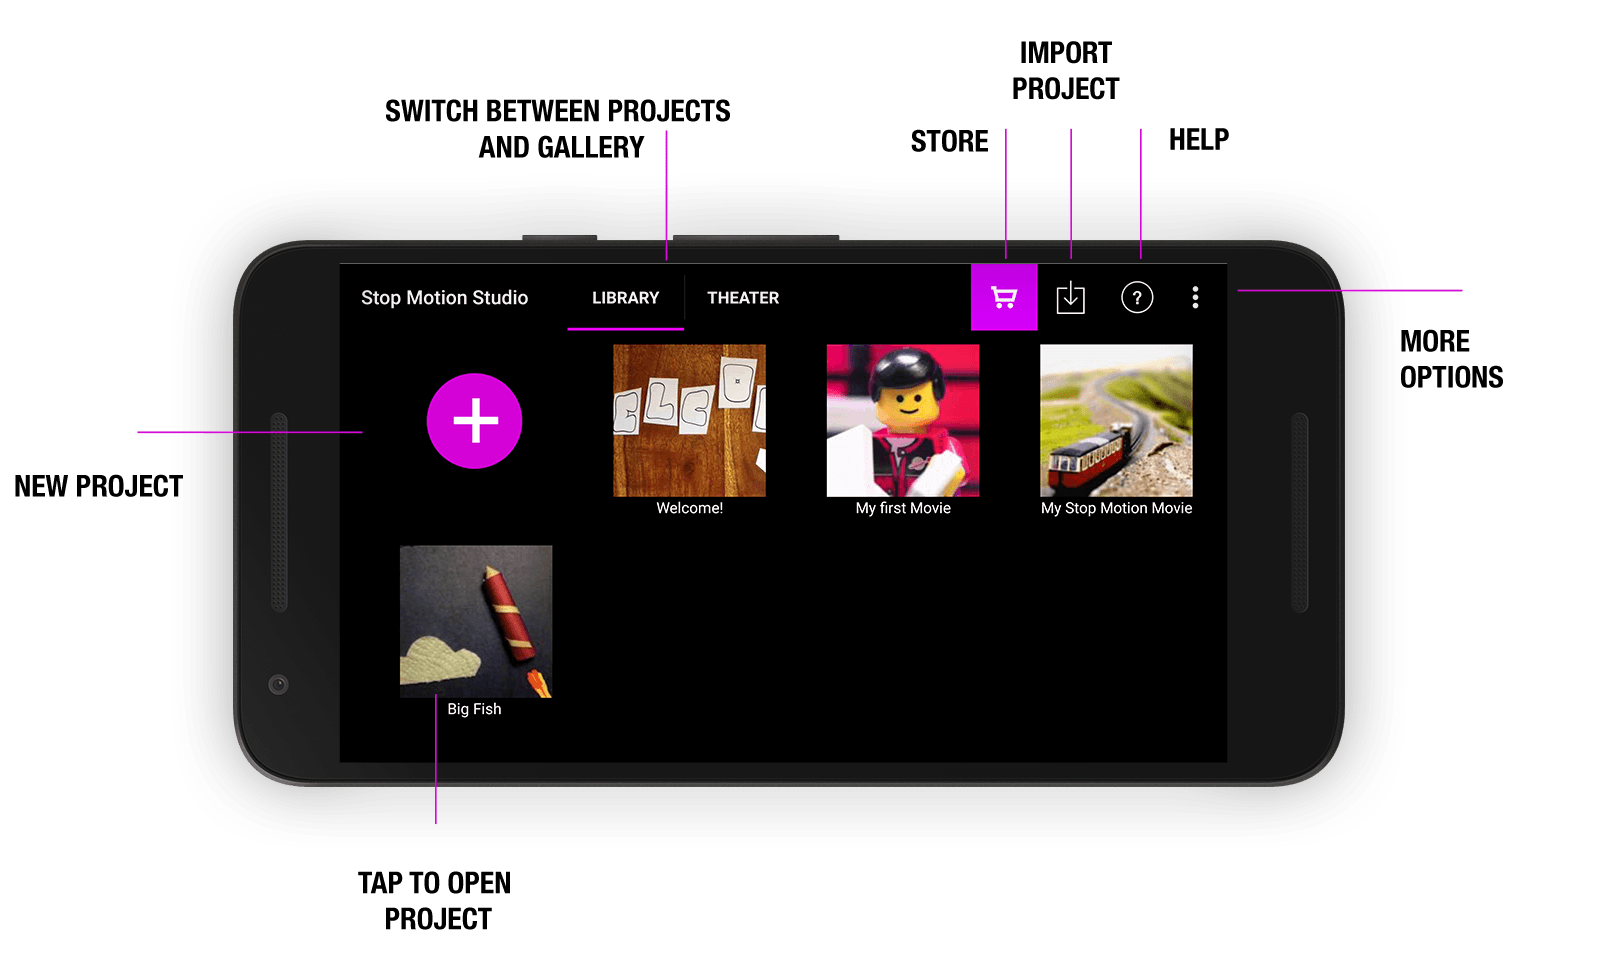 IMPORT
PROJECT
SWITCH BETWEEN PROJECTS
AND GALLERY
STORE
HELP
Stop Motion Studio
LIBRARY
THEATER
?
MORE
OPTIONS
NEW PROJECT
ELCO
Welcome!
My first Movie
My Stop Motion Movie
Big Fish
TAP TO OPEN
PROJECT